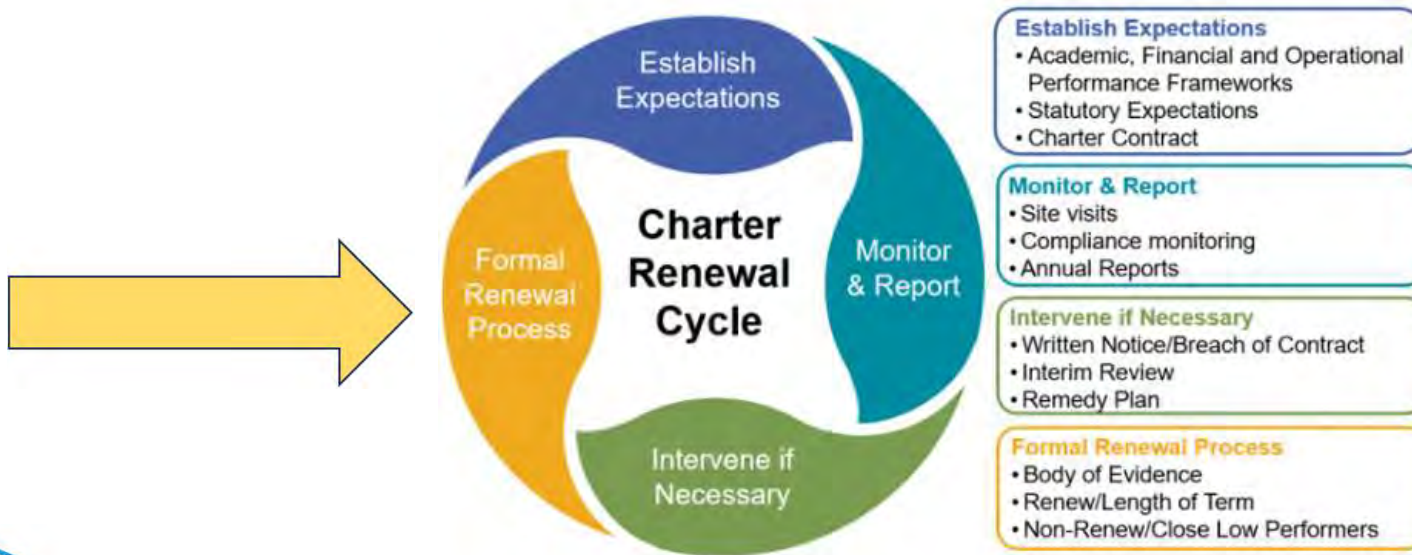 Establish
Expectations
Monitor
& Report
Intervene if
Necessary
Formal
Renewal
Process
Charter
Renewal
Cycle
Establish Expectations
• Academic, Financial and Operational
Performance Frameworks
• Statutory Expectations
• Charter Contract
Monitor & Report
• Site visits
• Compliance monitoring
• Annual Reports
Intervene if Necessary
• Written Notice/Breach of Contract
• Interim Review
• Remedy Plan
Formal Renewal Process
• Body of Evidence
• Renew/Length of Term
• Non-Renew/Close Low Performers